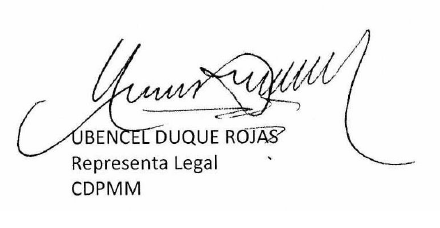 UBENCEL DUQUE ROJAS
Representa Legal
CDPMM